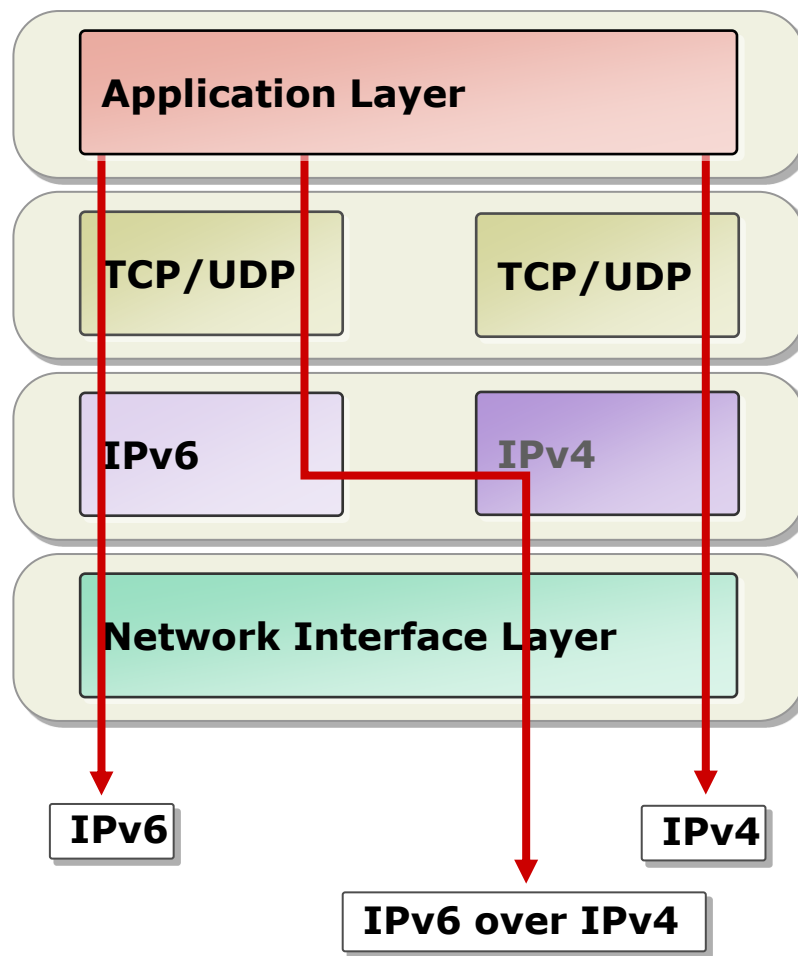 Application Layer
TCP/UDP
TCP/UDP
IPv6
IPv4
Network Interface Layer
IPv6
IPv4
IPv6 over IPv4